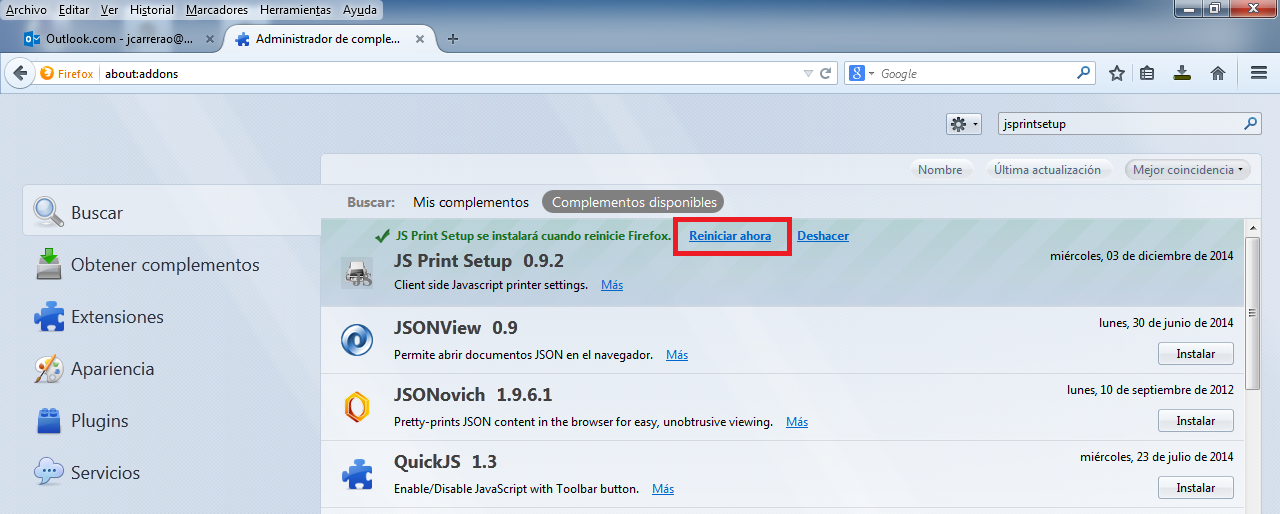 Archivo Editar Ver Historial Marcadores Herramientas Ayuda
Outlook.com - jcarrerao@... Administrador de comple...
Firefox about:addons Google
jsprintsetup
Nombre Última actualización Mejor coincidencia
Buscar
Obtener complementos
Extensiones
Apariencia
Plugins
Servicios
Buscar: Mis complementos Complementos disponibles
JS Print Setup se instalará cuando reinicie Firefox. Reiniciar ahora Deshacer
JS Print Setup 0.9.2 miércoles, 03 de diciembre de 2014
Client side Javascript printer settings. Más
JSONView 0.9 lunes, 30 de junio de 2014
Permite abrir documentos JSON en el navegador. Más Instalar
JSONovich 1.9.6.1 lunes, 10 de septiembre de 2012
Pretty-prints JSON content in the browser for easy, unobtrusive viewing. Más Instalar
QuickJS 1.3 miércoles, 23 de julio de 2014
Enable/Disable JavaScript with Toolbar button. Más Instalar